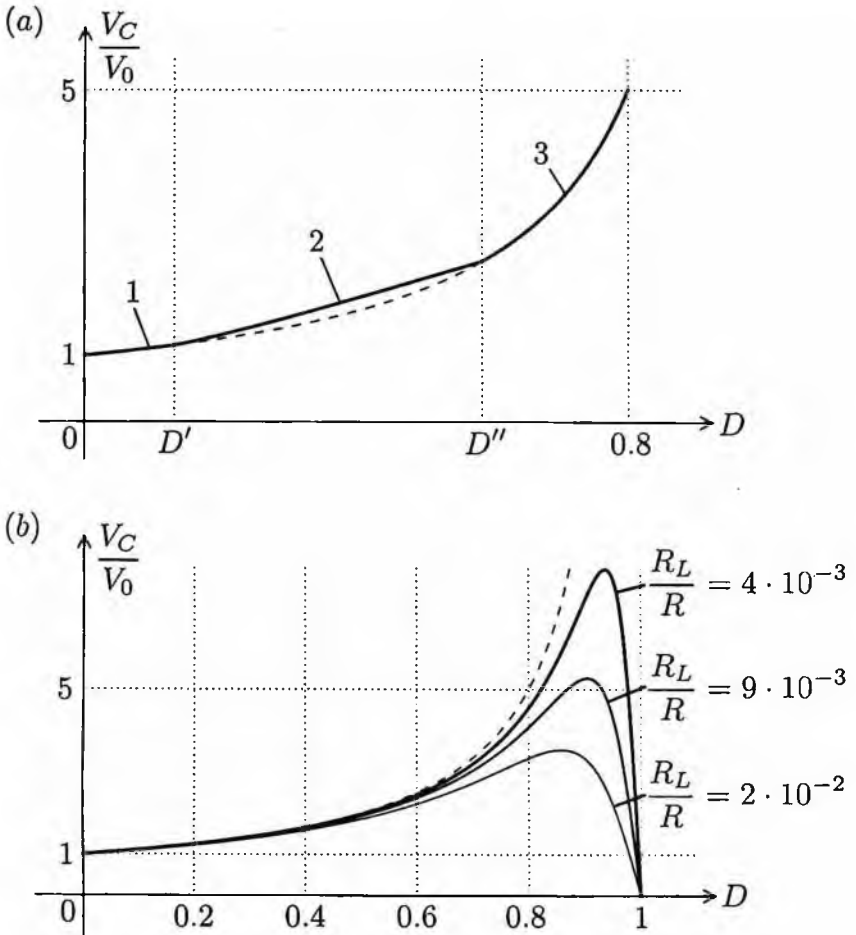 (a)
V_C
V_0
5
3
2
1
1
0
D′
D″
0.8
D
(b)
V_C
V_0
R_L/R = 4 · 10^{-3}
5
R_L/R = 9 · 10^{-3}
R_L/R = 2 · 10^{-2}
1
0
0.2
0.4
0.6
0.8
1
D